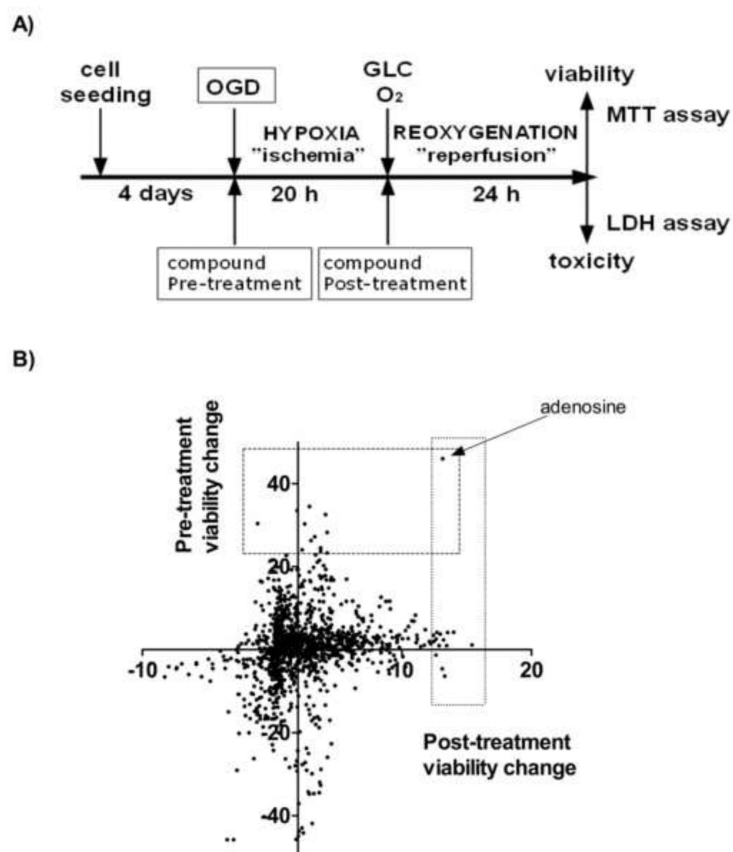 A)
cell
seeding
OGD
GLC
O₂
viability
MTT assay
HYPOXIA
"ischemia"
REOXYGENATION
"reperfusion"
4 days
20 h
24 h
LDH assay
toxicity
compound
Pre-treatment
compound
Post-treatment
B)
adenosine
Pre-treatment
viability change
40
20
-10
10
20
-20
-40
Post-treatment
viability change